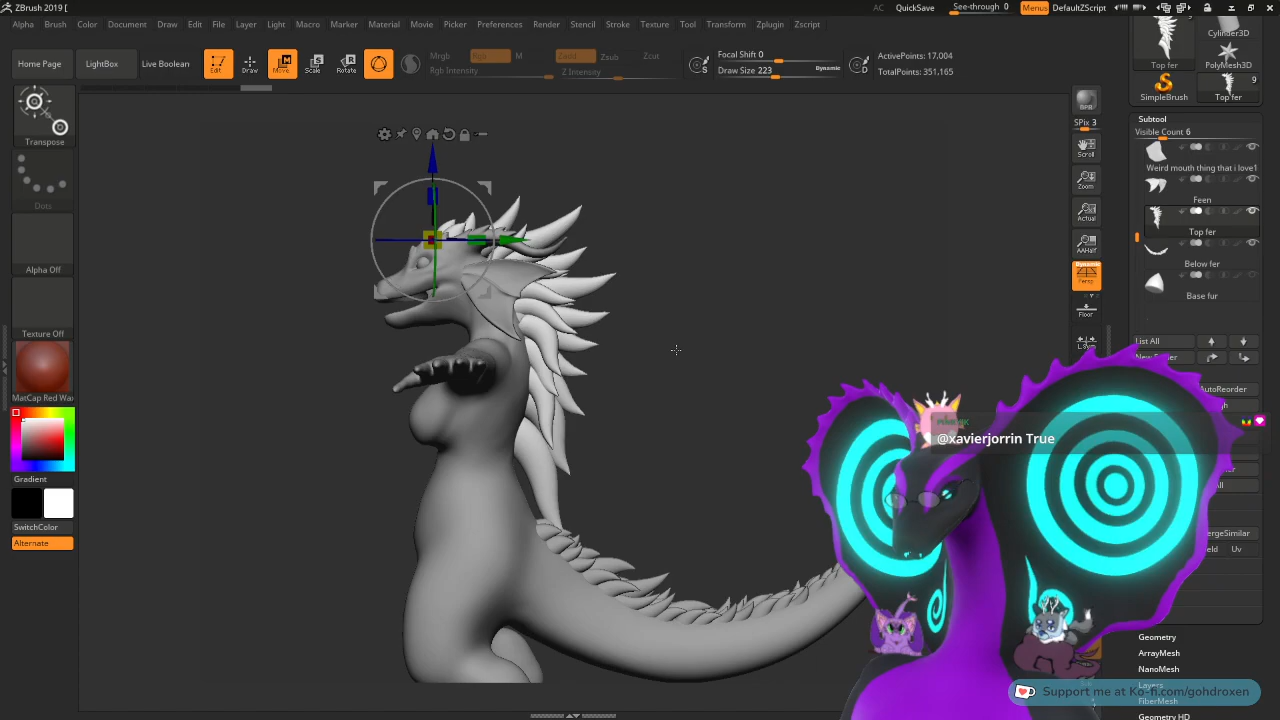 ZBrush 2019 [
AC QuickSave See-through 0 Menus DefaultZScript
Alpha Brush Color Document Draw Edit File Layer Light Macro Marker Material Movie Picker Preferences Render Stencil Stroke Texture Tool Transform Zplugin Zscript
Home Page LightBox Live Boolean
Edit Draw Move Scale Rotate
Mrgb Rgb M Zadd Zsub Zcut
Rgb Intensity Z Intensity
Focal Shift 0
Draw Size 223 Dynamic
ActivePoints: 17,004
TotalPoints: 351,165
Transpose
Dots
Alpha Off
Texture Off
MatCap Red Wax
Gradient
SwitchColor
Alternate
BPR
SPix 3
Scroll
Zoom
Actual
AAHalf
Dynamic
Persp
Floor
Cylinder3D
Top fer PolyMesh3D
9
SimpleBrush Top fer
Subtool
Visible Count 6
Weird mouth thing that i love1
Feen
Top fer
Below fer
Base fur
List All
AutoReorder
Uv
Geometry
ArrayMesh
NanoMesh
Layers
FiberMesh
Geometry HD
@xavierjorrin True
Support me at Ko-fi.com/gohdroxen